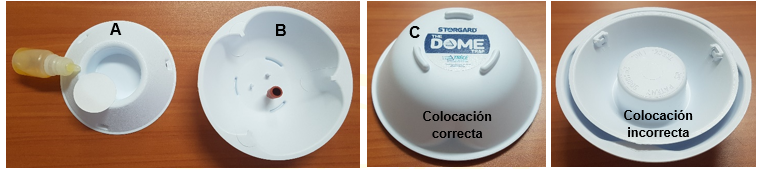 A
B
C
STORGARD
THE
DOME
TRAP
Colocación
correcta
Colocación
incorrecta